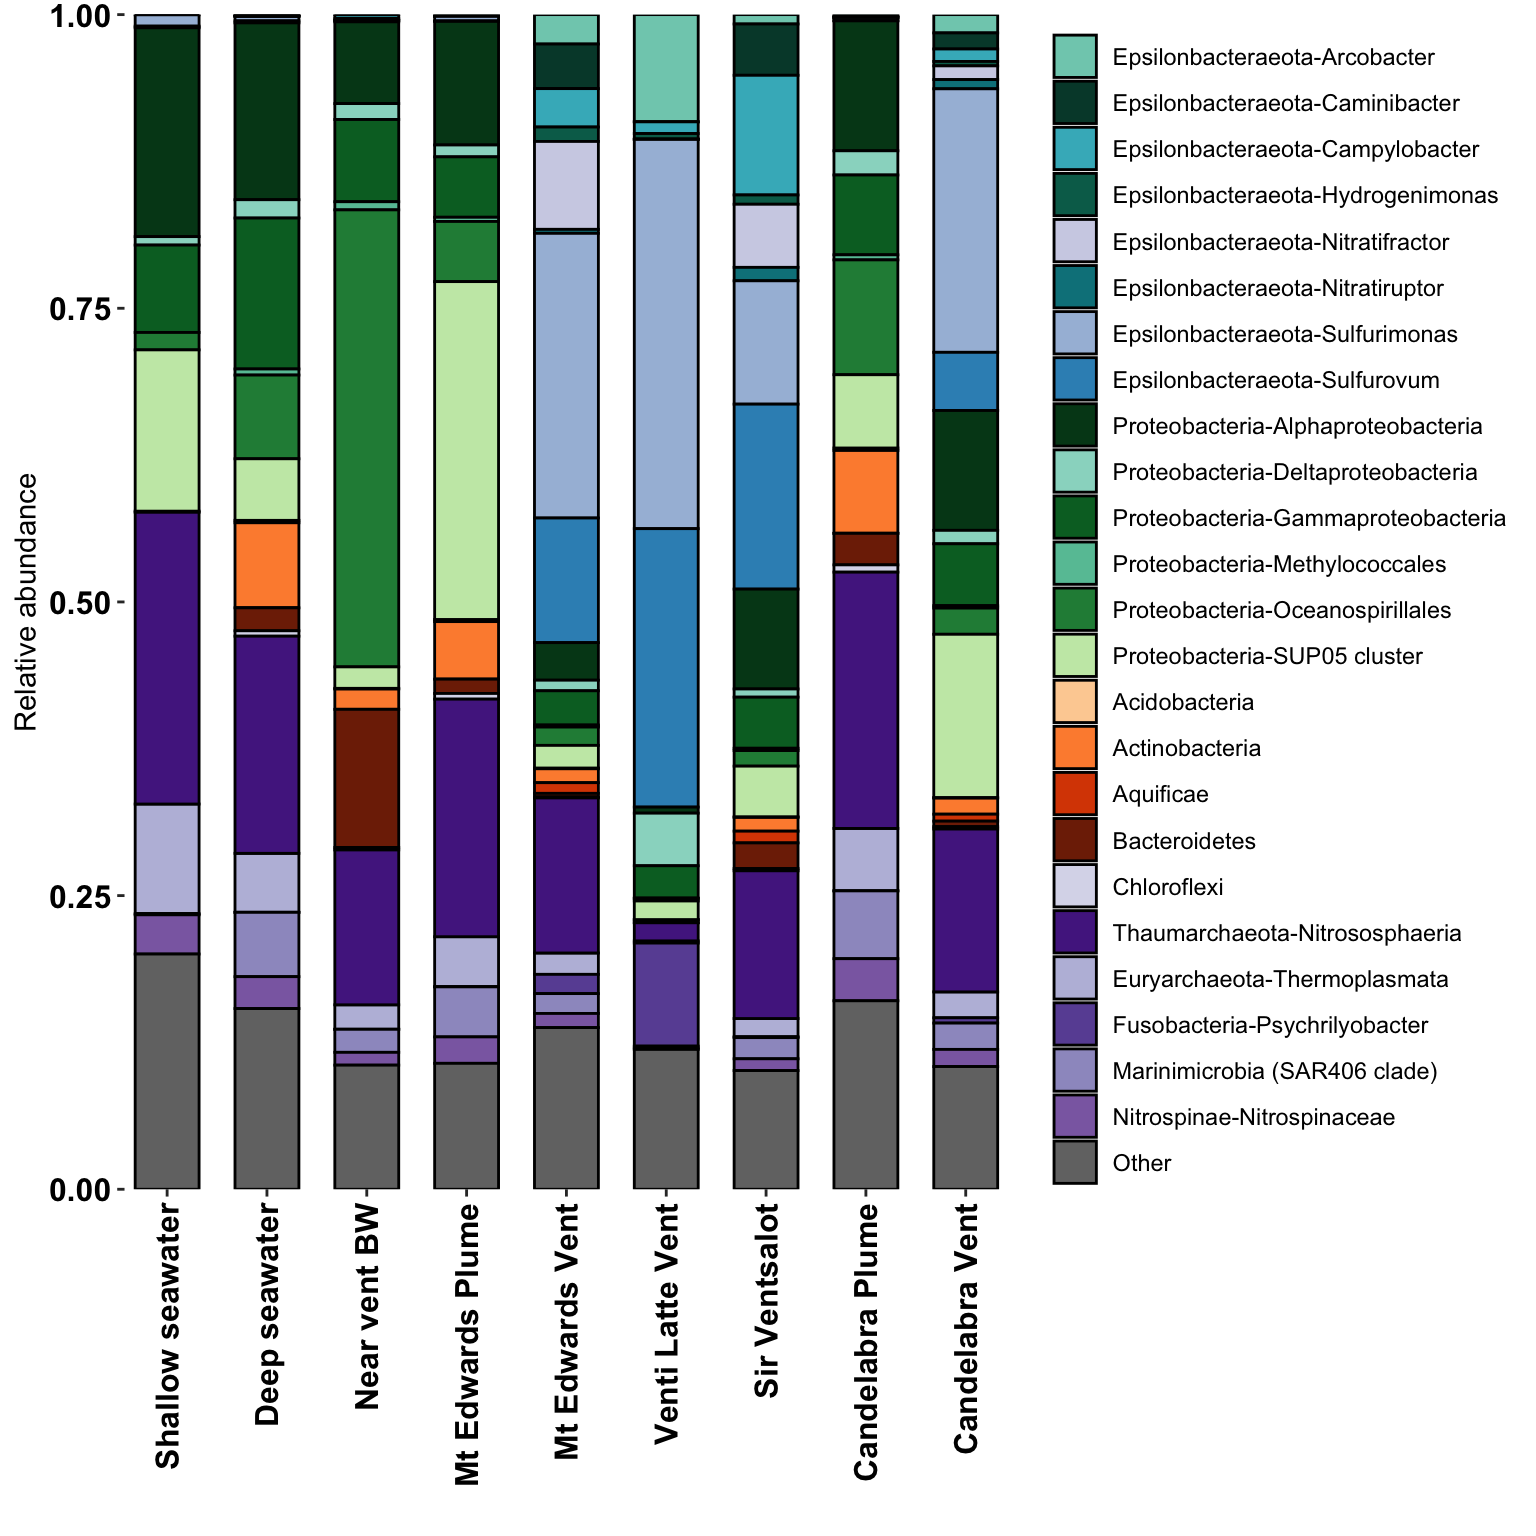 1.00
0.75
0.50
0.25
0.00
Relative abundance
Shallow seawater
Deep seawater
Near vent BW
Mt Edwards Plume
Mt Edwards Vent
Venti Latte Vent
Sir Ventsalot
Candelabra Plume
Candelabra Vent
Epsilonbacteraeota-Arcobacter
Epsilonbacteraeota-Caminibacter
Epsilonbacteraeota-Campylobacter
Epsilonbacteraeota-Hydrogenimonas
Epsilonbacteraeota-Nitratifractor
Epsilonbacteraeota-Nitratiruptor
Epsilonbacteraeota-Sulfurimonas
Epsilonbacteraeota-Sulfurovum
Proteobacteria-Alphaproteobacteria
Proteobacteria-Deltaproteobacteria
Proteobacteria-Gammaproteobacteria
Proteobacteria-Methylococcales
Proteobacteria-Oceanospirillales
Proteobacteria-SUP05 cluster
Acidobacteria
Actinobacteria
Aquificae
Bacteroidetes
Chloroflexi
Thaumarchaeota-Nitrososphaeria
Euryarchaeota-Thermoplasmata
Fusobacteria-Psychrilyobacter
Marinimicrobia (SAR406 clade)
Nitrospinae-Nitrospinaceae
Other